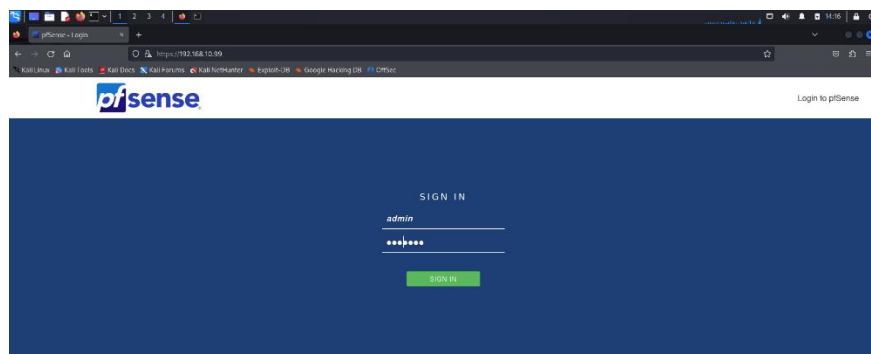 1 2 3 4
14:16
pfSense - Login
https://192.168.10.99
Kali Linux Kali Tools Kali Docs Kali Forums Kali NetHunter Exploit-DB Google Hacking DB OffSec
pfsense
Login to pfSense
SIGN IN
admin
SIGN IN